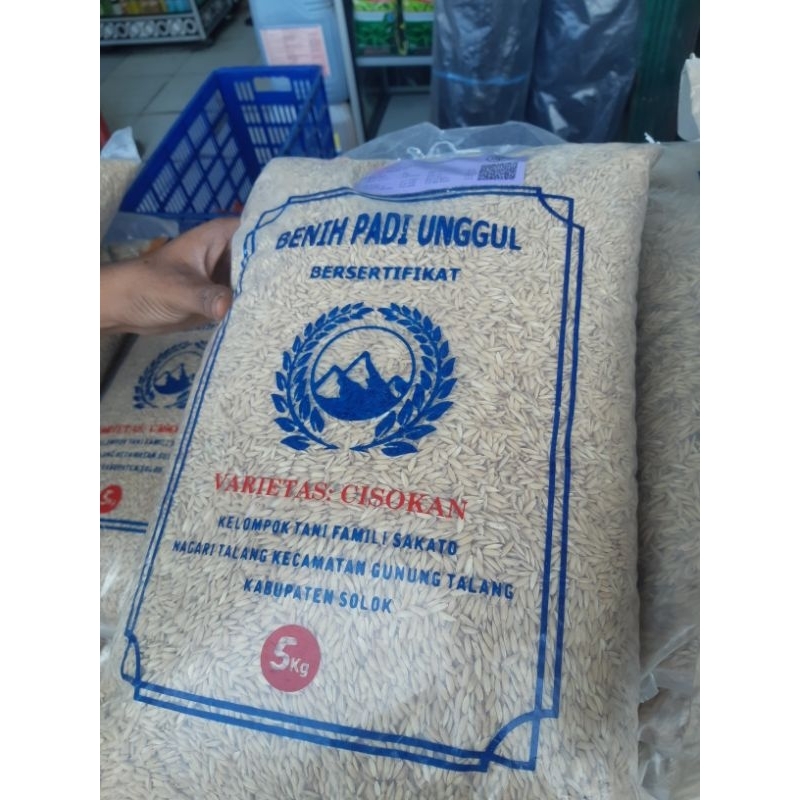 BENIH PADI UNGGUL
BERSERTIFIKAT
VARIETAS: CISOKAN
KELOMPOK TANI FAMILI SAKATO
NAGARI TALANG KECAMATAN GUNUNG TALANG
KABUPATEN SOLOK
5Kg